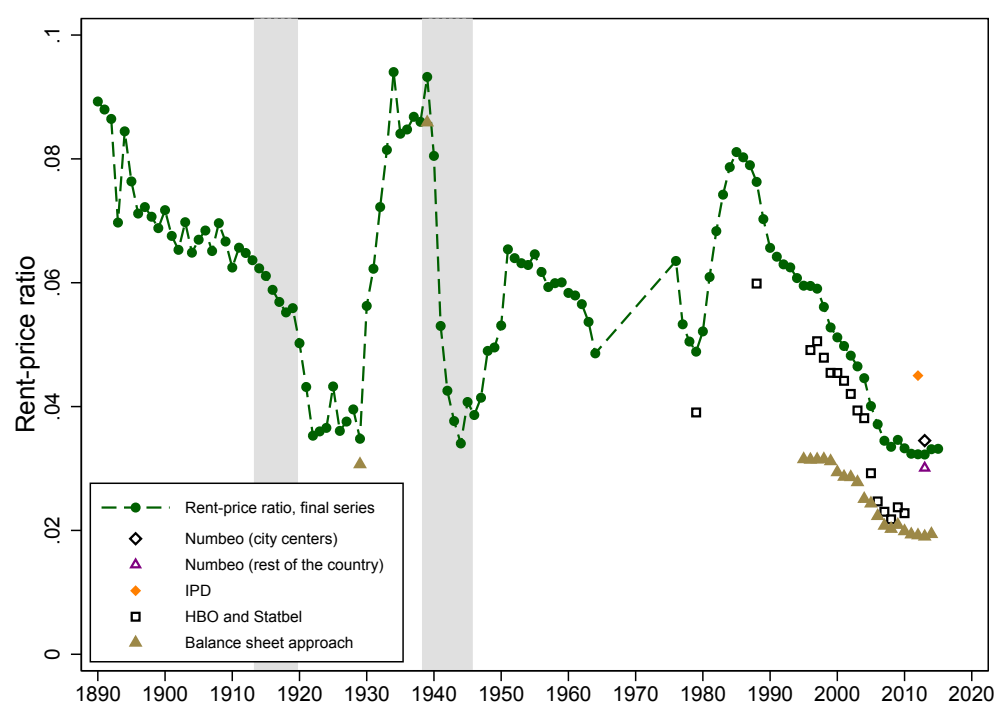 Rent-price ratio
.1
.08
.06
.04
.02
0
Rent-price ratio, final series
Numbeo (city centers)
Numbeo (rest of the country)
IPD
HBO and Statbel
Balance sheet approach
1890 1900 1910 1920 1930 1940 1950 1960 1970 1980 1990 2000 2010 2020